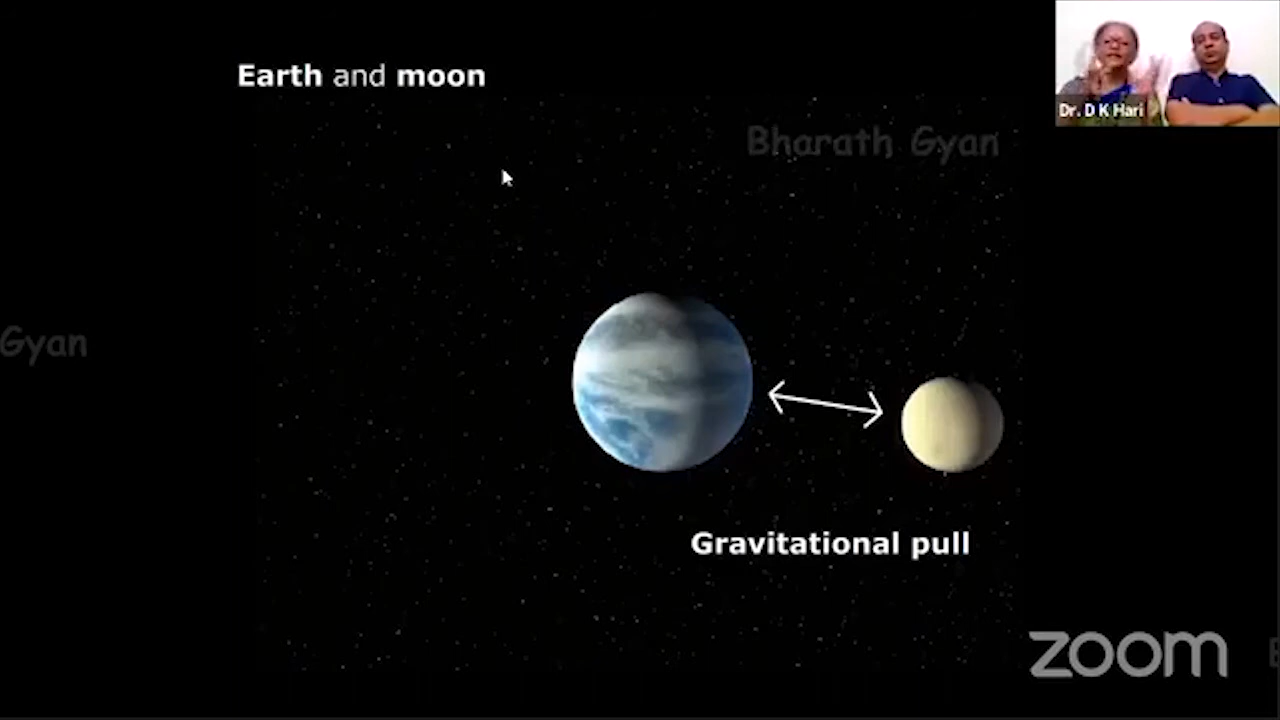 Earth and moon
Dr. D K Hari
Bharath Gyan
Gyan
Gravitational pull
zoom